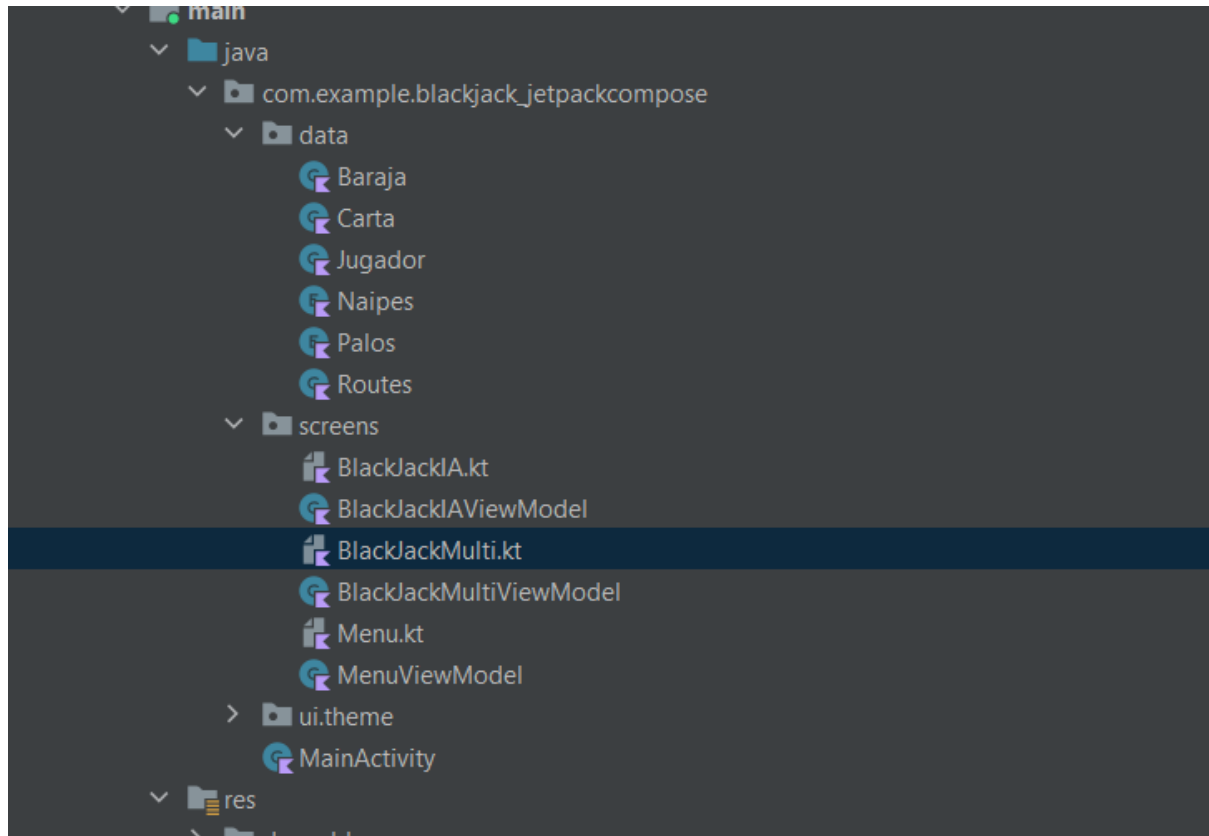 main
java
com.example.blackjack_jetpackcompose
data
Baraja
Carta
Jugador
Naipes
Palos
Routes
screens
BlackJackIA.kt
BlackJackIAViewModel
BlackJackMulti.kt
BlackJackMultiViewModel
Menu.kt
MenuViewModel
ui.theme
MainActivity
res